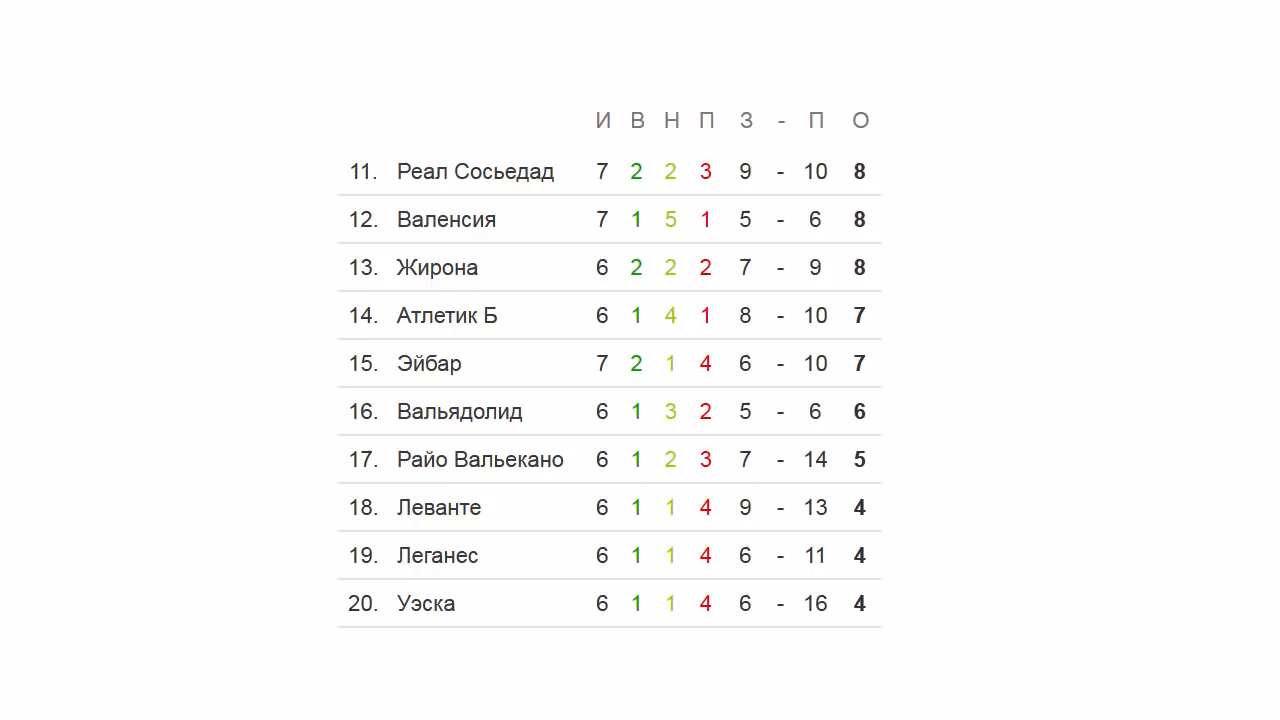 И В Н П З - П О
11. Реал Сосьедад 7 2 2 3 9 - 10 8
12. Валенсия 7 1 5 1 5 - 6 8
13. Жирона 6 2 2 2 7 - 9 8
14. Атлетик Б 6 1 4 1 8 - 10 7
15. Эйбар 7 2 1 4 6 - 10 7
16. Вальядолид 6 1 3 2 5 - 6 6
17. Райо Вальекано 6 1 2 3 7 - 14 5
18. Леванте 6 1 1 4 9 - 13 4
19. Леганес 6 1 1 4 6 - 11 4
20. Уэска 6 1 1 4 6 - 16 4